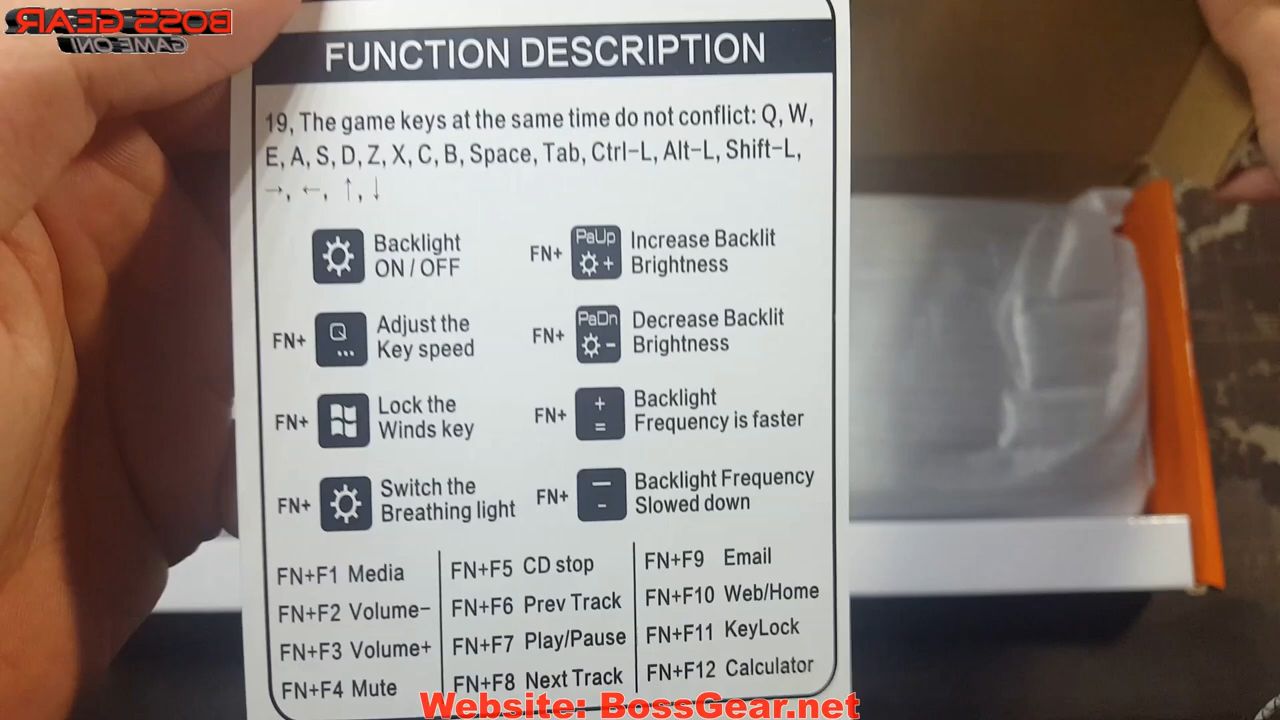 BOSS GEAR
GAME ON!
FUNCTION DESCRIPTION
19, The game keys at the same time do not conflict: Q, W,
E, A, S, D, Z, X, C, B, Space, Tab, Ctrl-L, Alt-L, Shift-L,
→, ←, ↑, ↓
Backlight
ON / OFF
FN+ PaUp
+
Increase Backlit
Brightness
FN+ Q
...
Adjust the
Key speed
FN+ PaDn
-
Decrease Backlit
Brightness
FN+
Lock the
Winds key
FN+ +
=
Backlight
Frequency is faster
FN+
Switch the
Breathing light
FN+ —
-
Backlight Frequency
Slowed down
FN+F1 Media
FN+F2 Volume-
FN+F3 Volume+
FN+F4 Mute
FN+F5 CD stop
FN+F6 Prev Track
FN+F7 Play/Pause
FN+F8 Next Track
FN+F9 Email
FN+F10 Web/Home
FN+F11 KeyLock
FN+F12 Calculator
Website: BossGear.net